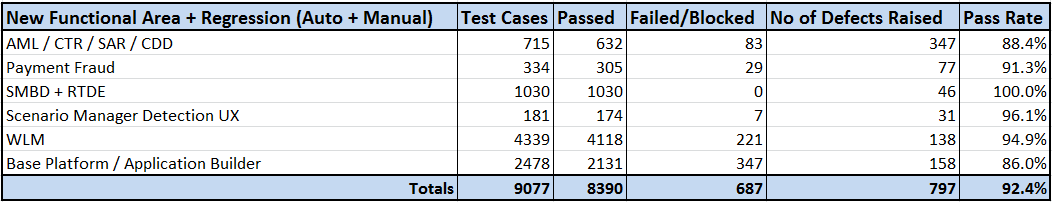 New Functional Area + Regression (Auto + Manual) Test Cases Passed Failed/Blocked No of Defects Raised Pass Rate
AML / CTR / SAR / CDD 715 632 83 347 88.4%
Payment Fraud 334 305 29 77 91.3%
SMBD + RTDE 1030 1030 0 46 100.0%
Scenario Manager Detection UX 181 174 7 31 96.1%
WLM 4339 4118 221 138 94.9%
Base Platform / Application Builder 2478 2131 347 158 86.0%
Totals 9077 8390 687 797 92.4%